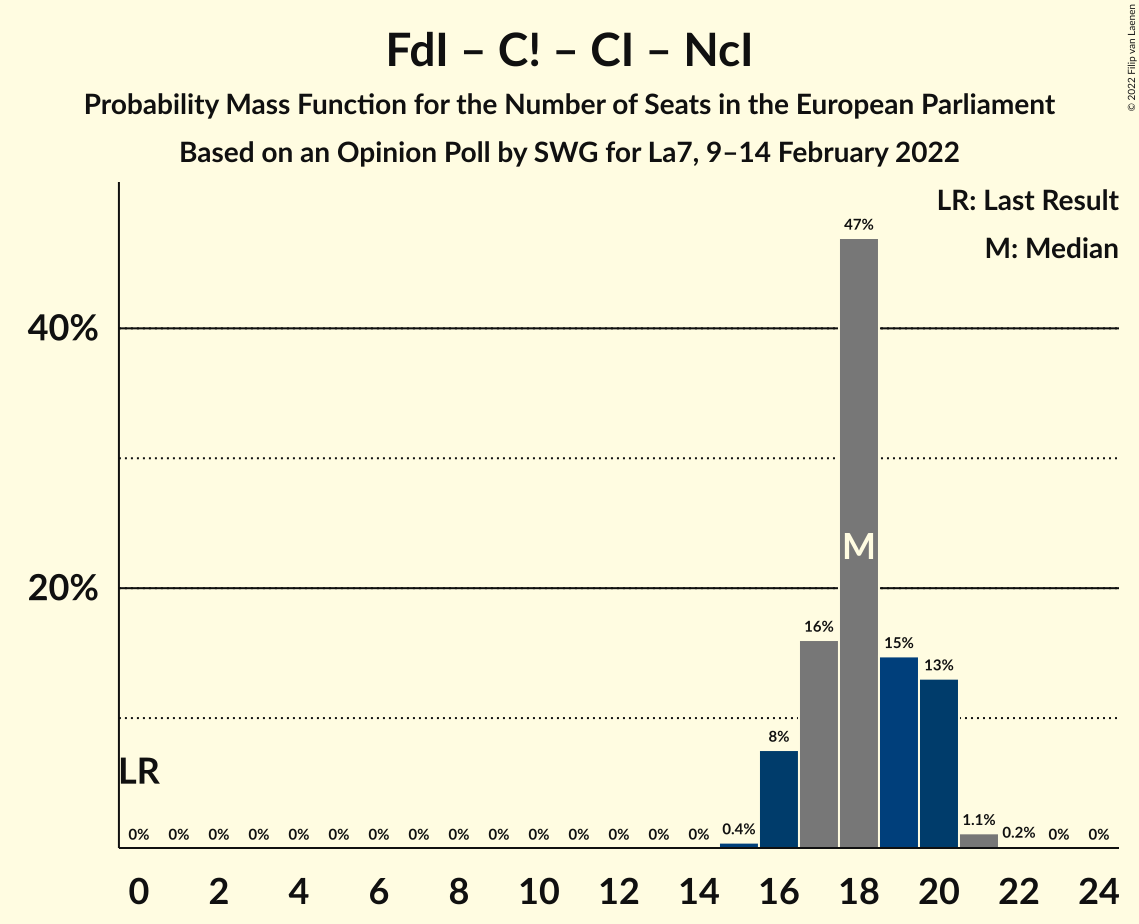 FdI – C! – CI – NcI
Probability Mass Function for the Number of Seats in the European Parliament
Based on an Opinion Poll by SWG for La7, 9–14 February 2022
© 2022 Filip van Laenen
LR: Last Result
M: Median
47%
40%
M
20%
16%
15%
13%
8%
LR
0% 0% 0% 0% 0% 0% 0% 0% 0% 0% 0% 0% 0% 0% 0% 0.4% 1.1% 0.2% 0% 0%
0 2 4 6 8 10 12 14 16 18 20 22 24